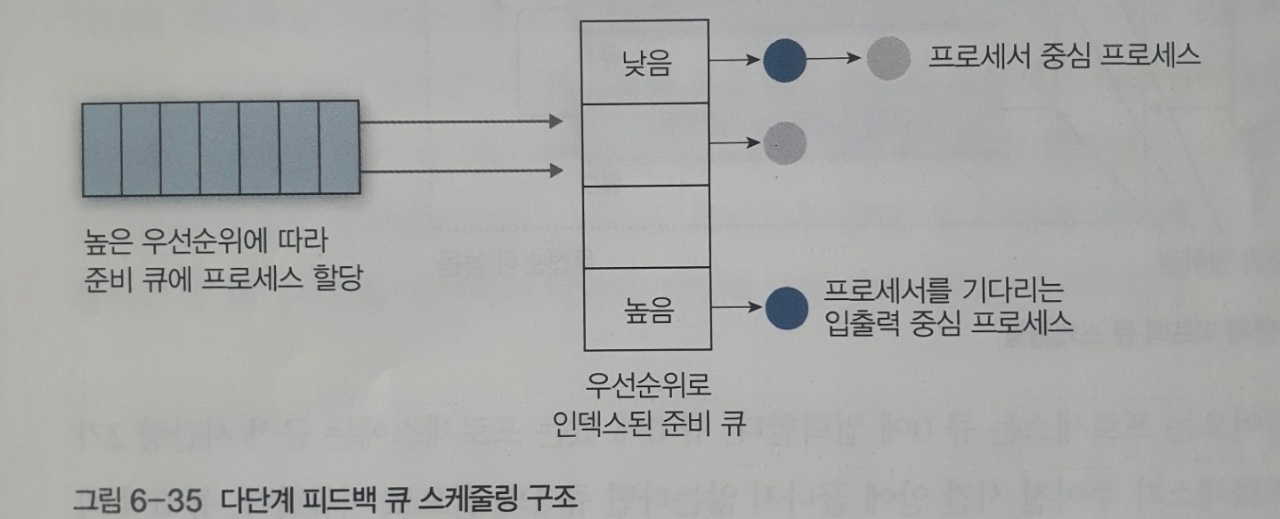 낮음
프로세서 중심 프로세스
높은 우선순위에 따라
준비 큐에 프로세스 할당
높음
프로세서를 기다리는
입출력 중심 프로세스
우선순위로
인덱스된 준비 큐
그림 6-35 다단계 피드백 큐 스케줄링 구조